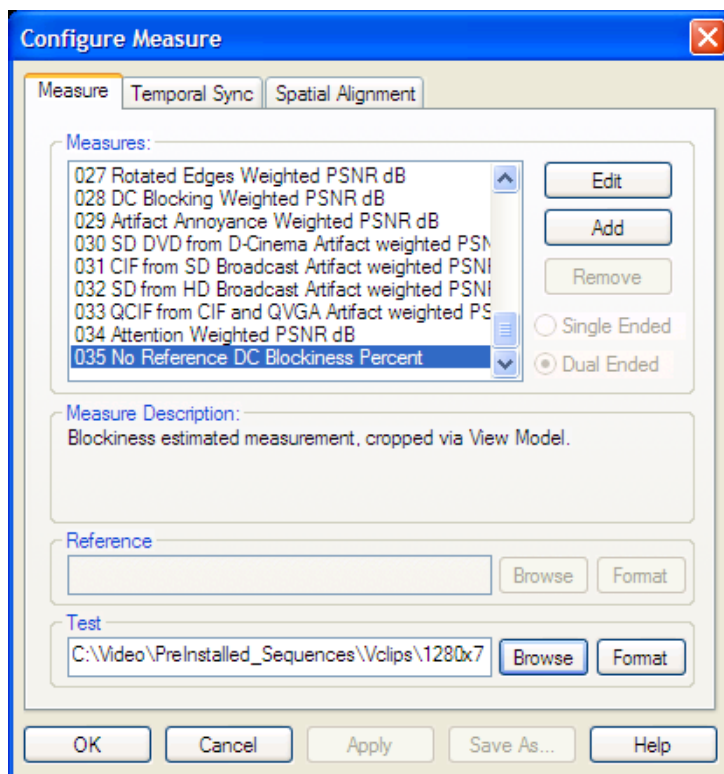 Configure Measure
Measure
Temporal Sync
Spatial Alignment
Measures:
027 Rotated Edges Weighted PSNR dB
028 DC Blocking Weighted PSNR dB
029 Artifact Annoyance Weighted PSNR dB
030 SD DVD from D-Cinema Artifact weighted PSN
031 CIF from SD Broadcast Artifact weighted PSN
032 SD from HD Broadcast Artifact weighted PSN
033 QCIF from CIF and QVGA Artifact weighted PS
034 Attention Weighted PSNR dB
035 No Reference DC Blockiness Percent
Edit
Add
Remove
Single Ended
Dual Ended
Measure Description:
Blockiness estimated measurement, cropped via View Model.
Reference
Browse
Format
Test
C:\Video\PreInstalled_Sequences\Vclips\1280x7
Browse
Format
OK
Cancel
Apply
Save As...
Help